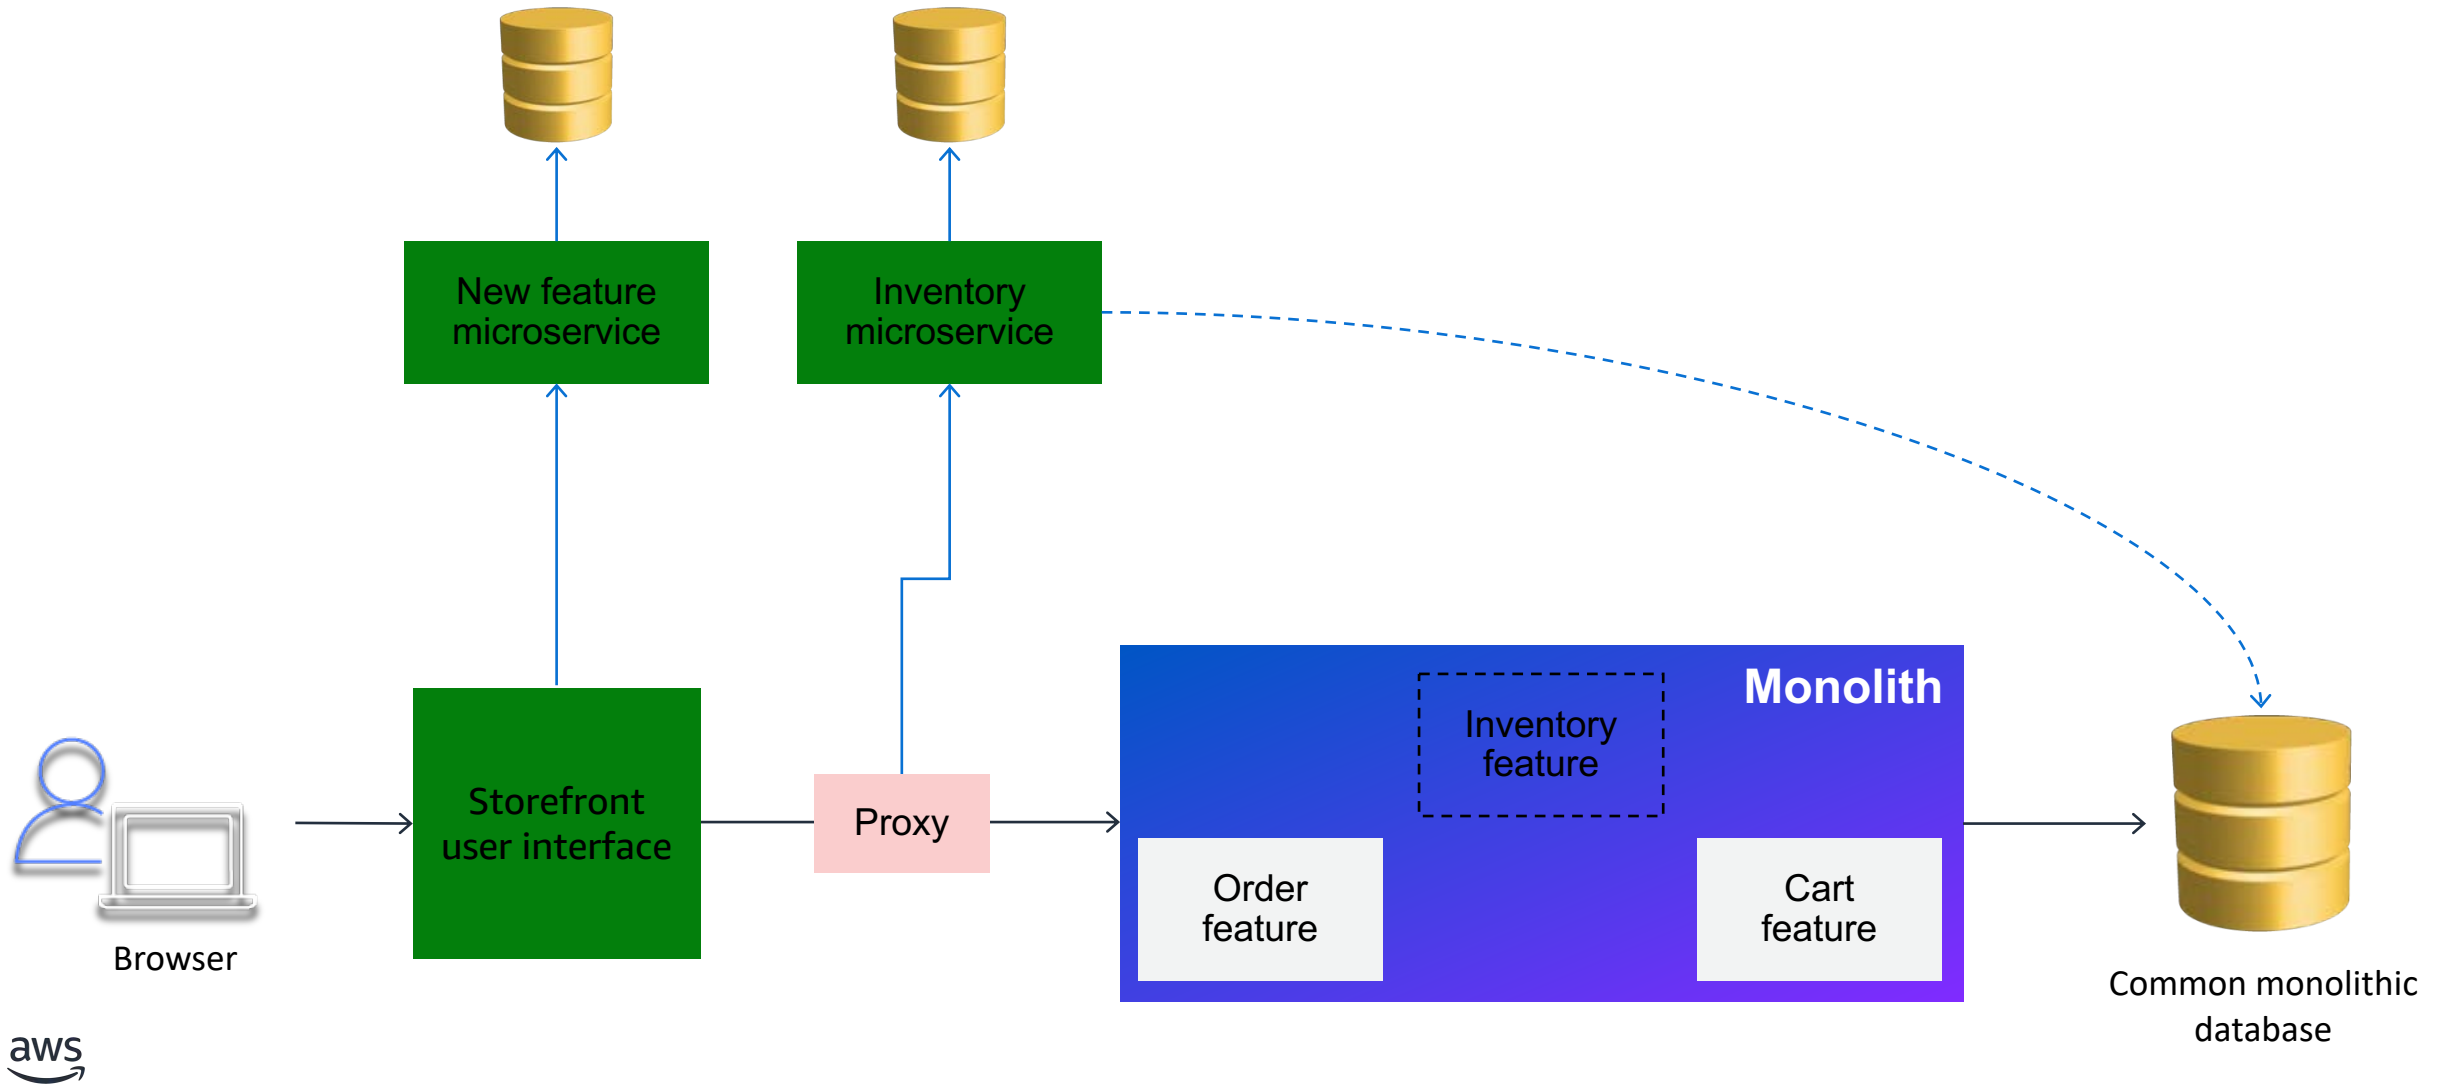 New feature
microservice
Inventory
microservice
Monolith
Inventory
feature
Storefront
user interface
Proxy
Order
feature
Cart
feature
Browser
Common monolithic
database
aws